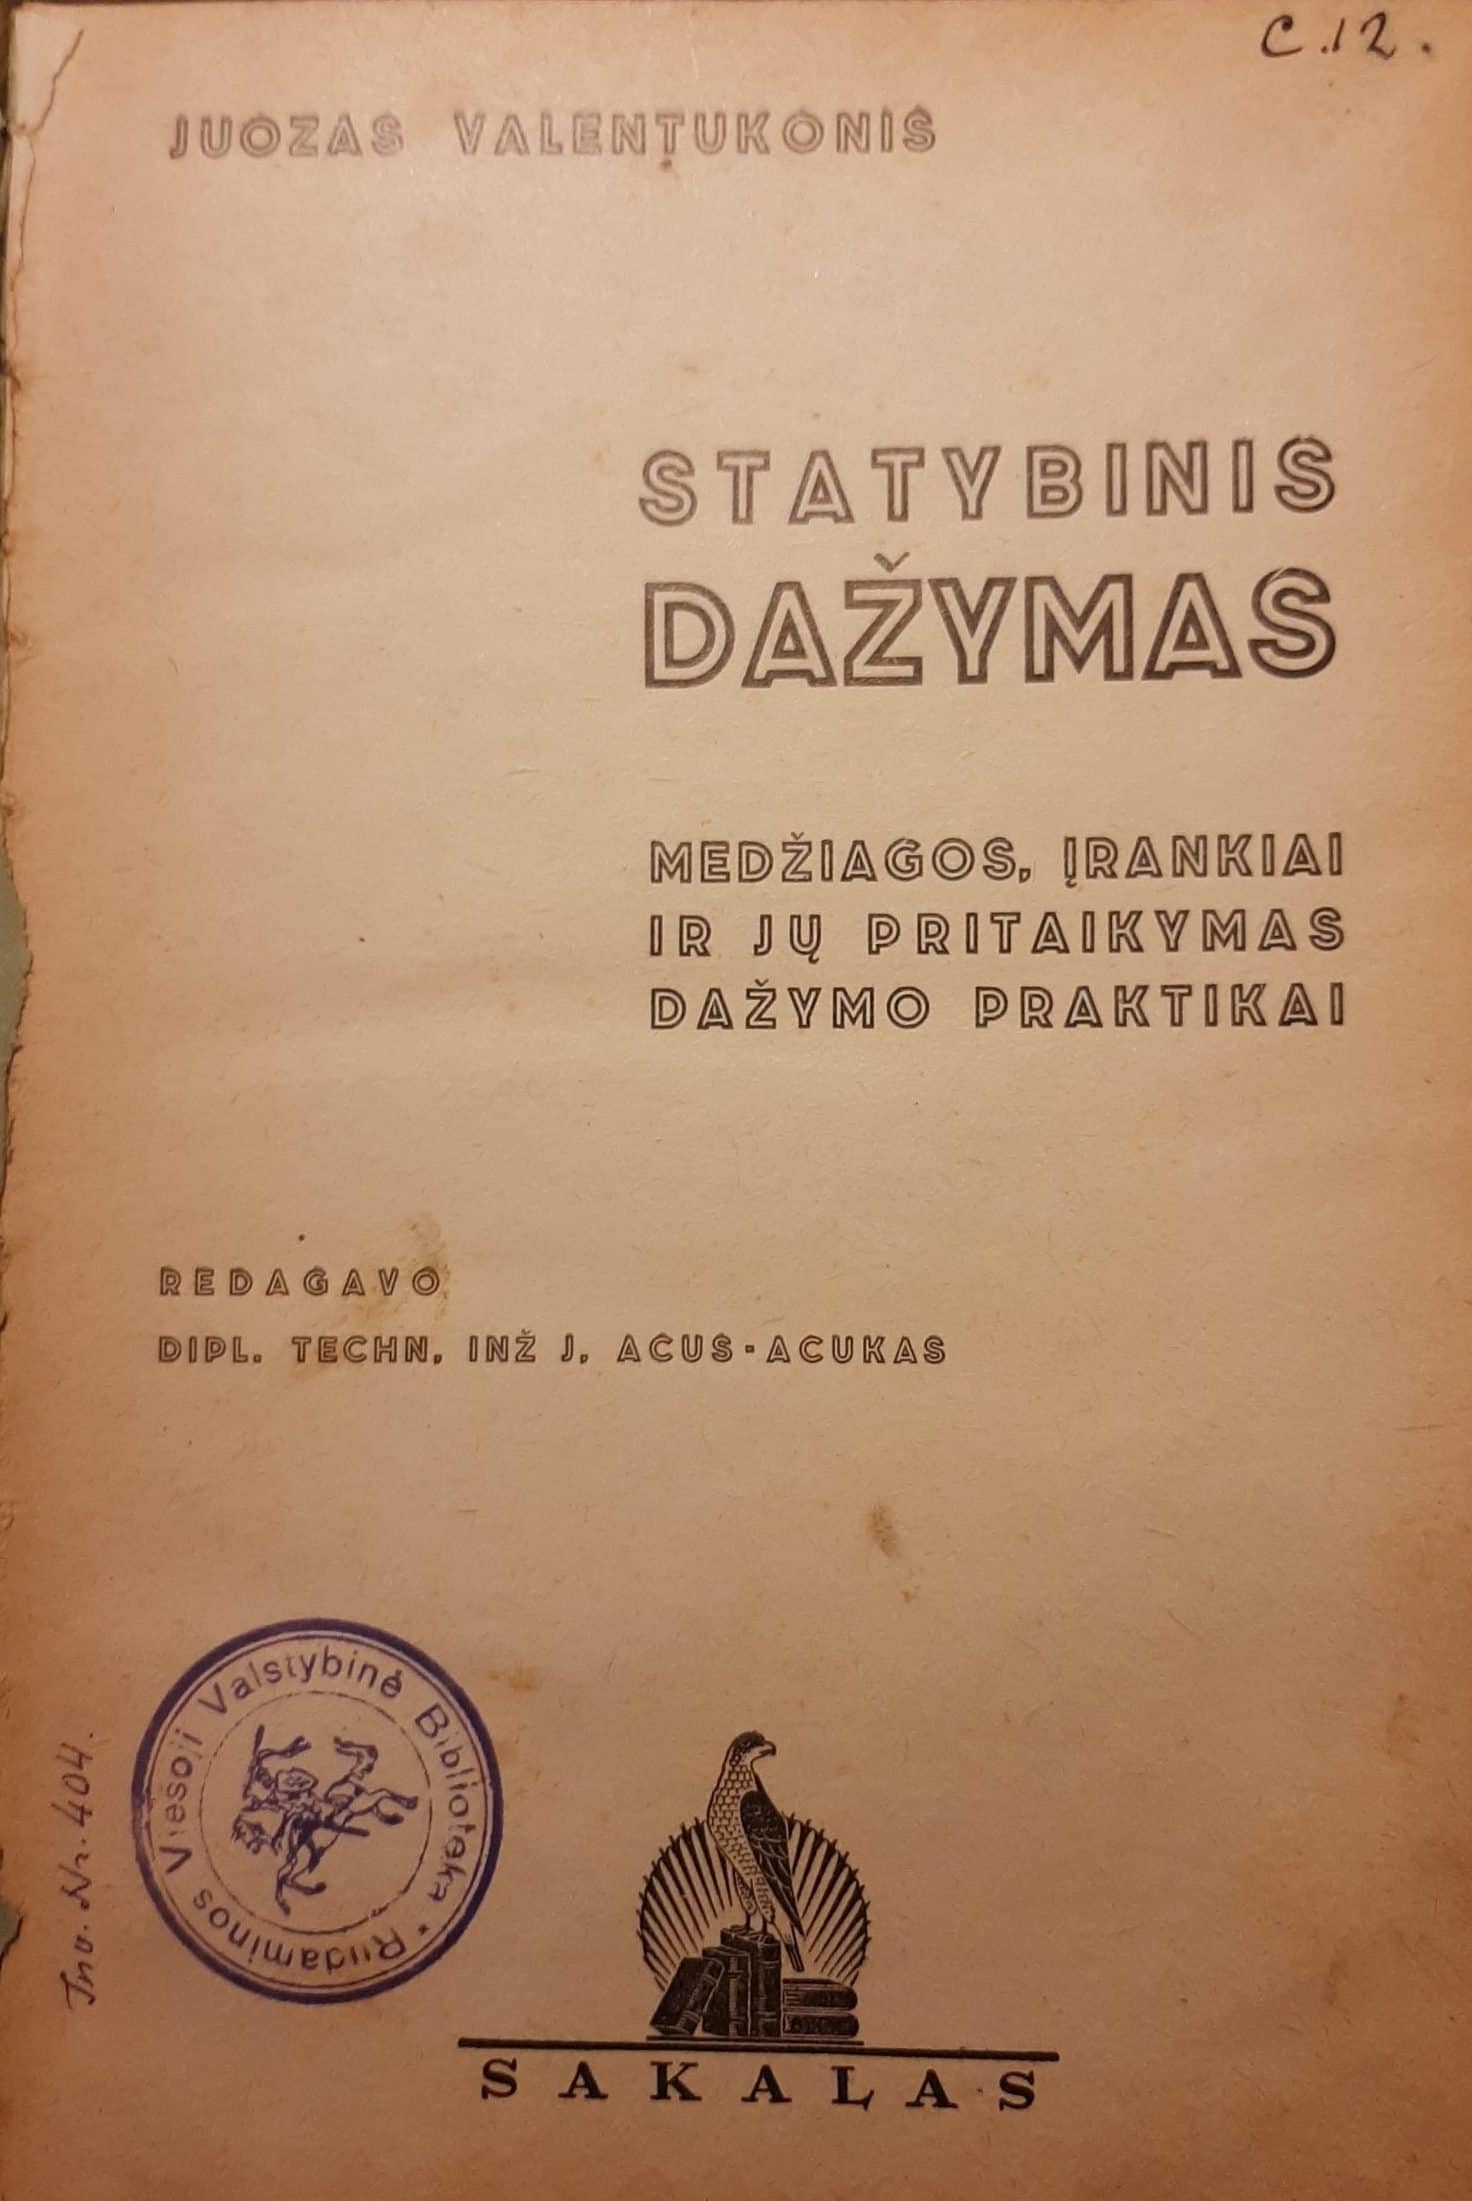 C.12.
JUOZAS VALENTUKONIS
STATYBINIS
DAŽYMAS
MEDŽIAGOS, ĮRANKIAI
IR JŲ PRITAIKYMAS
DAŽYMO PRAKTIKAI
REDAGAVO
DIPL. TECHN. INŽ J. ACUS-ACUKAS
Rudaminos Viešoji Valstybinė Biblioteka *
Inv. Nr. 404.
SAKALAS